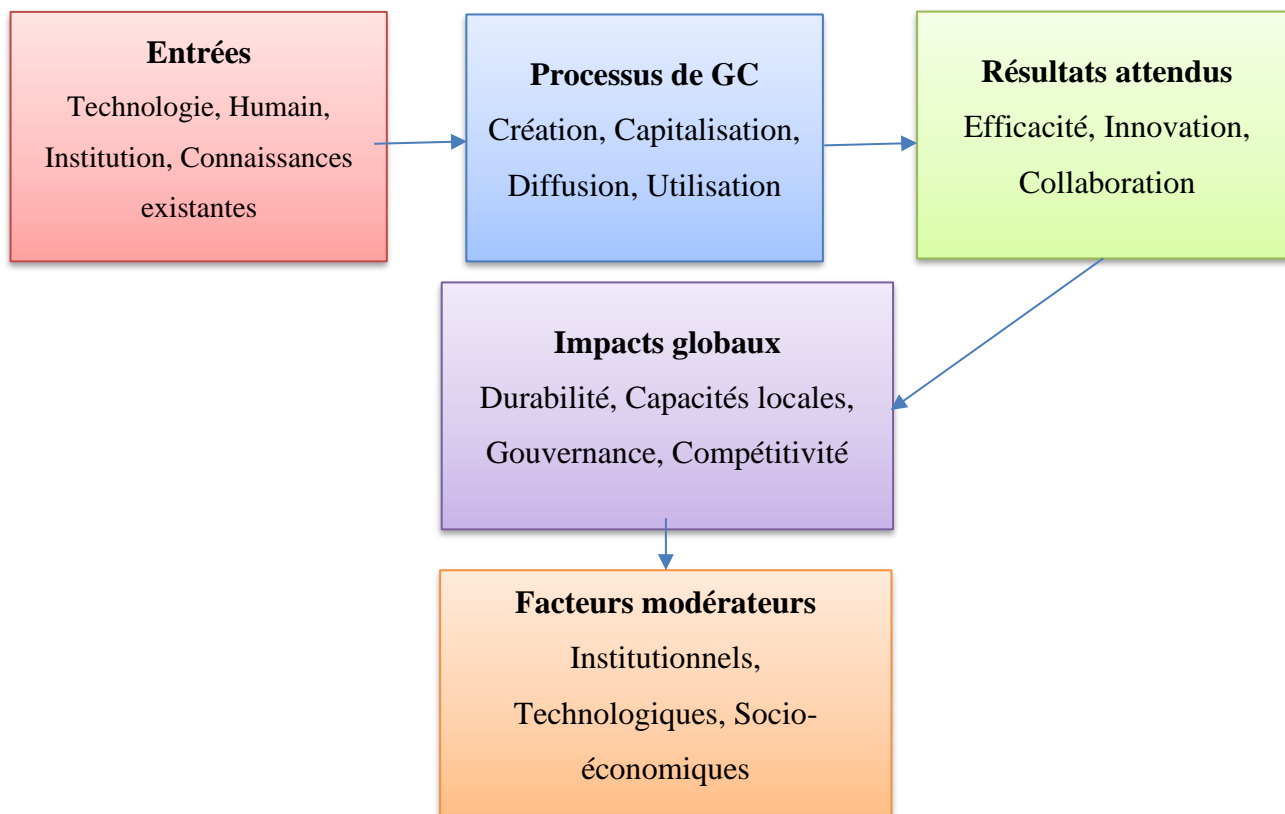 Entrées
Technologie, Humain,
Institution, Connaissances
existantes
Processus de GC
Création, Capitalisation,
Diffusion, Utilisation
Résultats attendus
Efficacité, Innovation,
Collaboration
Impacts globaux
Durabilité, Capacités locales,
Gouvernance, Compétitivité
Facteurs modérateurs
Institutionnels,
Technologiques, Socio-
économiques